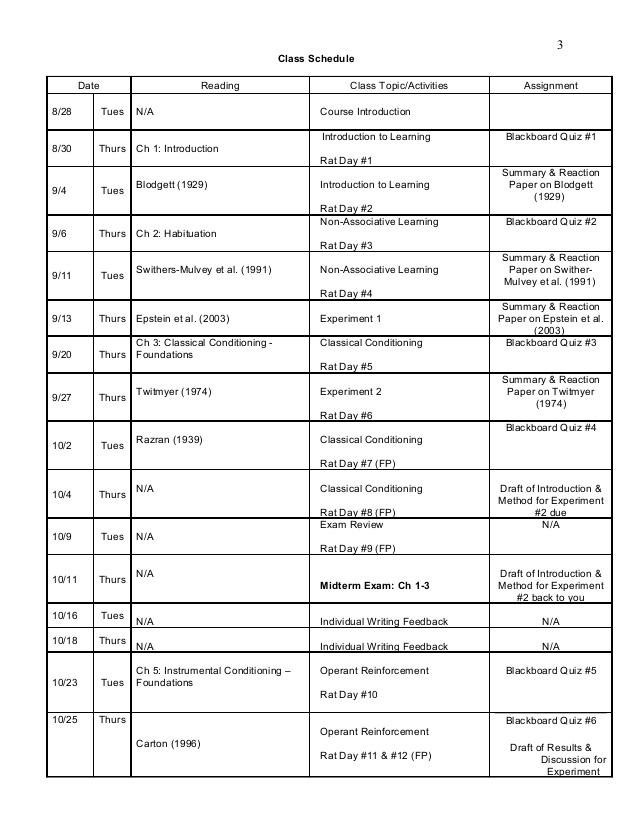 3
Class Schedule
Date Reading Class Topic/Activities Assignment
8/28 Tues N/A Course Introduction
8/30 Thurs Ch 1: Introduction
Introduction to Learning
Rat Day #1
Blackboard Quiz #1
9/4 Tues
Blodgett (1929)
Introduction to Learning
Rat Day #2
Summary & Reaction
Paper on Blodgett
(1929)
9/6 Thurs Ch 2: Habituation
Non-Associative Learning
Rat Day #3
Blackboard Quiz #2
9/11 Tues
Swithers-Mulvey et al. (1991)
Non-Associative Learning
Rat Day #4
Summary & Reaction
Paper on Swither-
Mulvey et al. (1991)
9/13 Thurs Epstein et al. (2003) Experiment 1
Summary & Reaction
Paper on Epstein et al.
(2003)
9/20 Thurs
Ch 3: Classical Conditioning -
Foundations
Classical Conditioning
Rat Day #5
Blackboard Quiz #3
9/27 Thurs
Twitmyer (1974)
Experiment 2
Rat Day #6
Summary & Reaction
Paper on Twitmyer
(1974)
10/2 Tues
Razran (1939)
Classical Conditioning
Rat Day #7 (FP)
Blackboard Quiz #4
10/4 Thurs
N/A
Classical Conditioning
Rat Day #8 (FP)
Draft of Introduction &
Method for Experiment
#2 due
10/9 Tues N/A
Exam Review
Rat Day #9 (FP)
N/A
10/11 Thurs
N/A
Midterm Exam: Ch 1-3
Draft of Introduction &
Method for Experiment
#2 back to you
10/16 Tues N/A Individual Writing Feedback N/A
10/18 Thurs N/A Individual Writing Feedback N/A
10/23 Tues
Ch 5: Instrumental Conditioning –
Foundations
Operant Reinforcement
Rat Day #10
Blackboard Quiz #5
10/25 Thurs
Carton (1996)
Operant Reinforcement
Rat Day #11 & #12 (FP)
Blackboard Quiz #6
Draft of Results &
Discussion for
Experiment